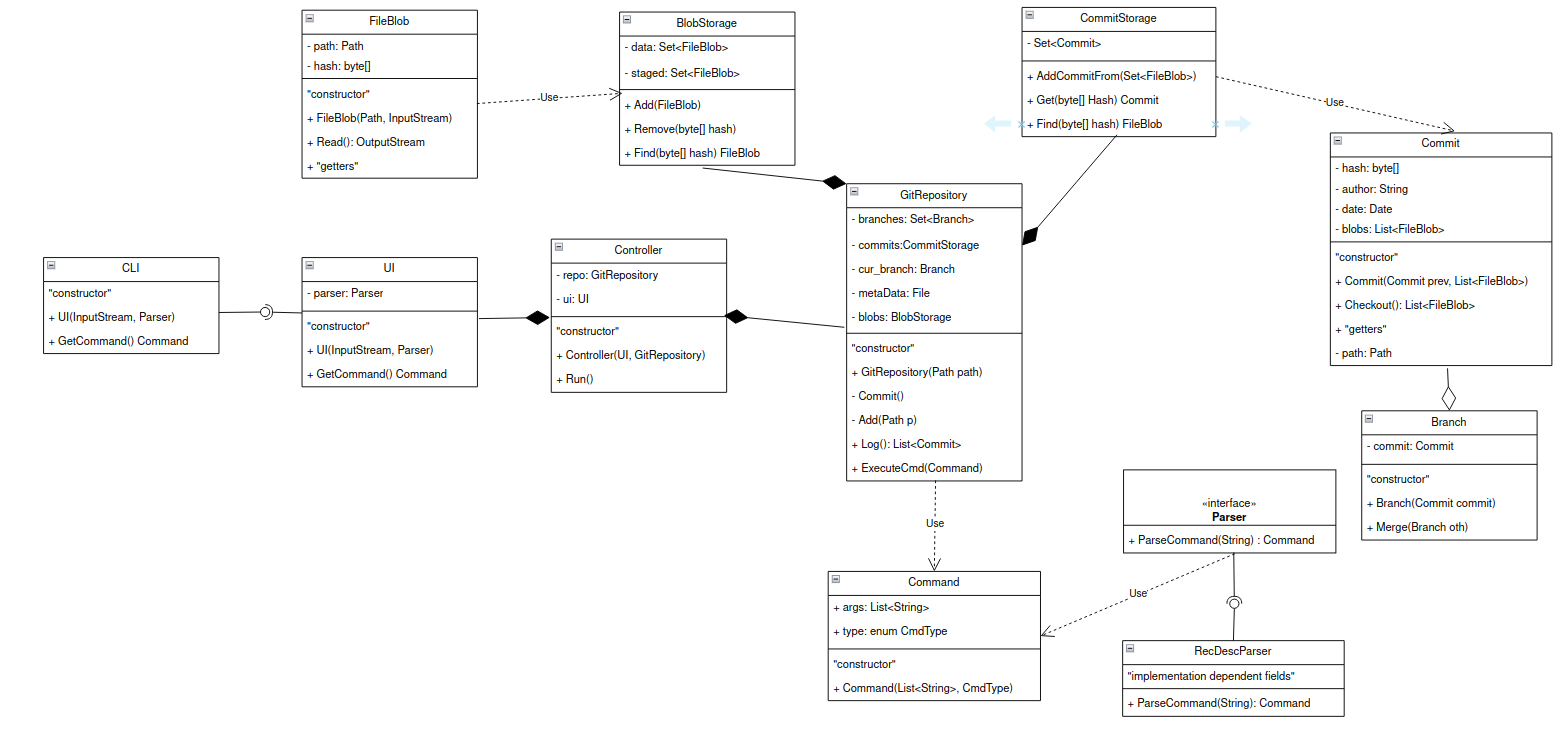 FileBlob
- path: Path
- hash: byte[]
"constructor"
+ FileBlob(Path, InputStream)
+ Read(): OutputStream
+ "getters"
Use
BlobStorage
- data: Set<FileBlob>
- staged: Set<FileBlob>
+ Add(FileBlob)
+ Remove(byte[] hash)
+ Find(byte[] hash) FileBlob
CommitStorage
- Set<Commit>
+ AddCommitFrom(Set<FileBlob>)
+ Get(byte[] Hash) Commit
+ Find(byte[] hash) FileBlob
Use
Commit
- hash: byte[]
- author: String
- date: Date
- blobs: List<FileBlob>
"constructor"
+ Commit(Commit prev, List<FileBlob>)
+ Checkout(): List<FileBlob>
+ "getters"
- path: Path
GitRepository
- branches: Set<Branch>
- commits:CommitStorage
- cur_branch: Branch
- metaData: File
- blobs: BlobStorage
"constructor"
+ GitRepository(Path path)
- Commit()
- Add(Path p)
+ Log(): List<Commit>
+ ExecuteCmd(Command)
CLI
"constructor"
+ UI(InputStream, Parser)
+ GetCommand() Command
UI
- parser: Parser
"constructor"
+ UI(InputStream, Parser)
+ GetCommand() Command
Controller
- repo: GitRepository
- ui: UI
"constructor"
+ Controller(UI, GitRepository)
+ Run()
Branch
- commit: Commit
"constructor"
+ Branch(Commit commit)
+ Merge(Branch oth)
Use
«interface»
Parser
+ ParseCommand(String) : Command
Use
Command
+ args: List<String>
+ type: enum CmdType
"constructor"
+ Command(List<String>, CmdType)
RecDescParser
"implementation dependent fields"
+ ParseCommand(String): Command